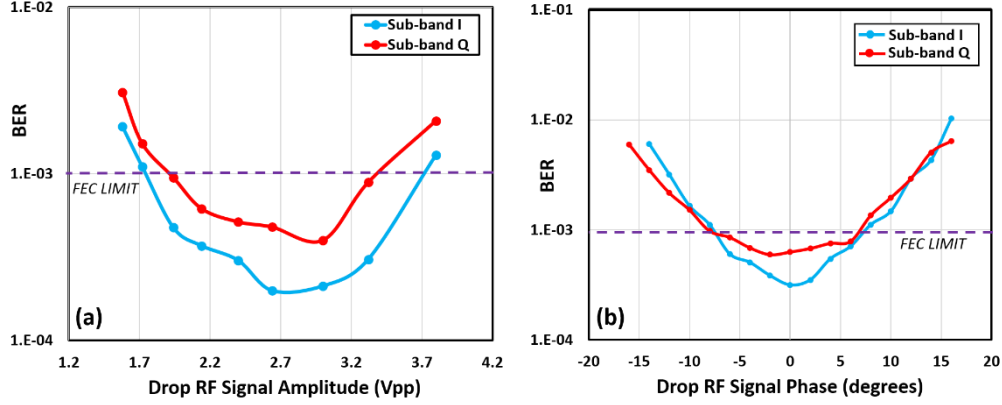 1.E-02
1.E-03
1.E-04
BER
Sub-band I
Sub-band Q
FEC LIMIT
(a)
1.2 1.7 2.2 2.7 3.2 3.7 4.2
Drop RF Signal Amplitude (Vpp)
1.E-01
1.E-02
1.E-03
1.E-04
BER
Sub-band I
Sub-band Q
FEC LIMIT
(b)
-20 -15 -10 -5 0 5 10 15 20
Drop RF Signal Phase (degrees)